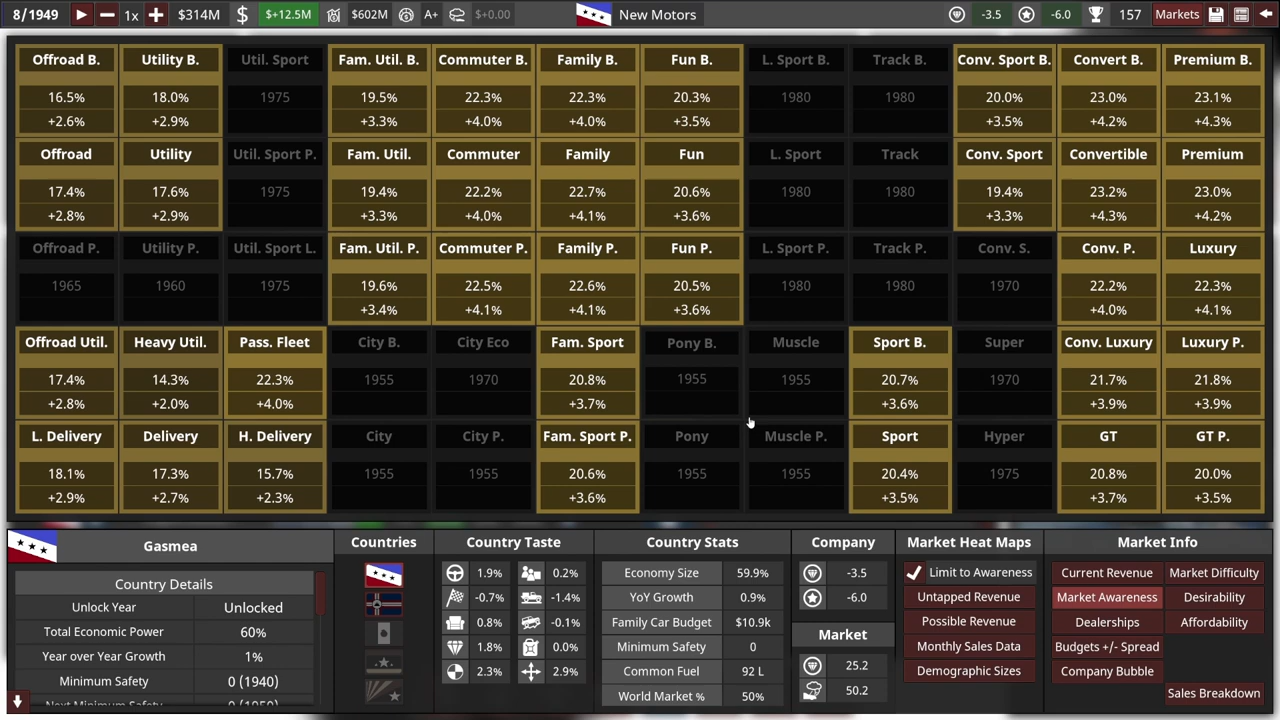 8/1949 1x $314M $ $+12.5M $602M A+ $+0.00 New Motors -3.5 -6.0 157 Markets
Offroad B. Utility B. Util. Sport Fam. Util. B. Commuter B. Family B. Fun B. L. Sport B. Track B. Conv. Sport B. Convert B. Premium B.
16.5% 18.0% 1975 19.5% 22.3% 22.3% 20.3% 1980 1980 20.0% 23.0% 23.1%
+2.6% +2.9% +3.3% +4.0% +4.0% +3.5% +3.5% +4.2% +4.3%
Offroad Utility Util. Sport P. Fam. Util. Commuter Family Fun L. Sport Track Conv. Sport Convertible Premium
17.4% 17.6% 1975 19.4% 22.2% 22.7% 20.6% 1980 1980 19.4% 23.2% 23.0%
+2.8% +2.9% +3.3% +4.0% +4.1% +3.6% +3.3% +4.3% +4.2%
Offroad P. Utility P. Util. Sport L. Fam. Util. P. Commuter P. Family P. Fun P. L. Sport P. Track P. Conv. S. Conv. P. Luxury
1965 1960 1975 19.6% 22.5% 22.6% 20.5% 1980 1980 1970 22.2% 22.3%
+3.4% +4.1% +4.1% +3.6% +4.0% +4.1%
Offroad Util. Heavy Util. Pass. Fleet City B. City Eco Fam. Sport Pony B. Muscle Sport B. Super Conv. Luxury Luxury P.
17.4% 14.3% 22.3% 1955 1970 20.8% 1955 1955 20.7% 1970 21.7% 21.8%
+2.8% +2.0% +4.0% +3.7% +3.6% +3.9% +3.9%
L. Delivery Delivery H. Delivery City City P. Fam. Sport P. Pony Muscle P. Sport Hyper GT GT P.
18.1% 17.3% 15.7% 1955 1955 20.6% 1955 1955 20.4% 1975 20.8% 20.0%
+2.9% +2.7% +2.3% +3.6% +3.5% +3.7% +3.5%
Gasmea
Country Details
Unlock Year Unlocked
Total Economic Power 60%
Year over Year Growth 1%
Minimum Safety 0 (1940)
Countries
Country Taste
1.9% 0.2%
-0.7% -1.4%
0.8% -0.1%
1.8% 0.0%
2.3% 2.9%
Country Stats
Economy Size 59.9%
YoY Growth 0.9%
Family Car Budget $10.9k
Minimum Safety 0
Common Fuel 92 L
World Market % 50%
Company
-3.5
-6.0
Market
25.2
50.2
Market Heat Maps
Limit to Awareness
Untapped Revenue
Possible Revenue
Monthly Sales Data
Demographic Sizes
Market Info
Current Revenue Market Difficulty
Market Awareness Desirability
Dealerships Affordability
Budgets +/- Spread
Company Bubble
Sales Breakdown